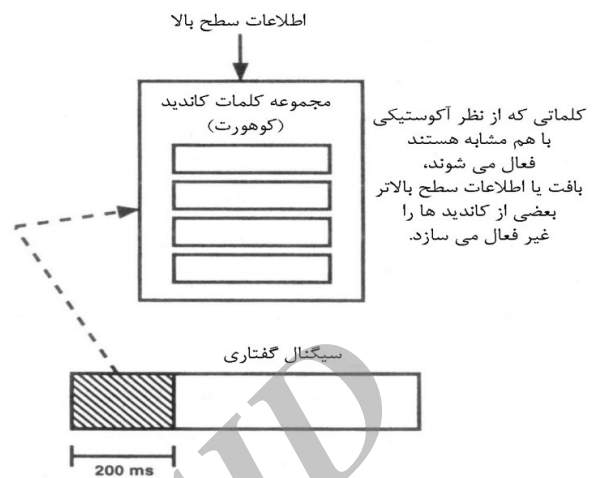 اطلاعات سطح بالا
مجموعه کلمات کاندید
(کوهورت)
کلماتی که از نظر آکوستیکی
با هم مشابه هستند
فعال می شوند،
بافت یا اطلاعات سطح بالاتر
بعضی از کاندید ها را
غیر فعال می سازد.
سیگنال گفتاری
200 ms